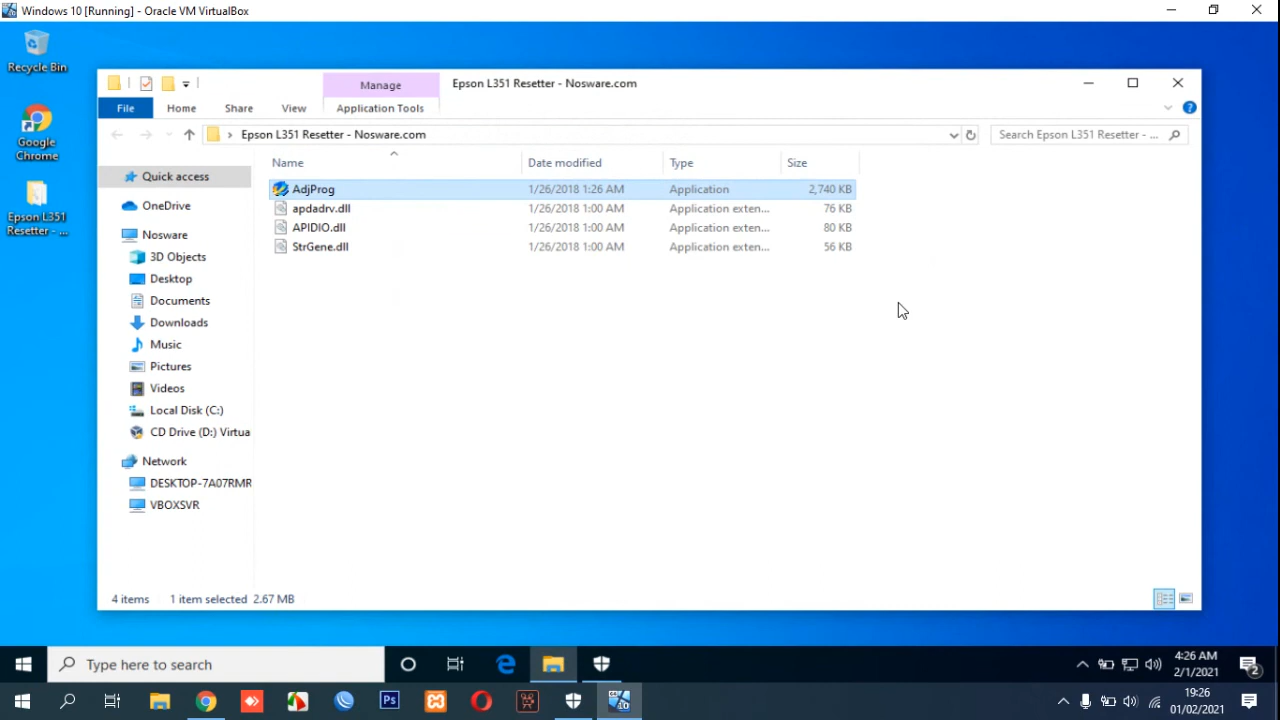 Windows 10 [Running] - Oracle VM VirtualBox
Recycle Bin
Google
Chrome
Epson L351
Resetter - ...
Manage
Epson L351 Resetter - Nosware.com
File
Home
Share
View
Application Tools
Epson L351 Resetter - Nosware.com
Search Epson L351 Resetter - ...
Name
Date modified
Type
Size
AdjProg
1/26/2018 1:26 AM
Application
2,740 KB
apdadrv.dll
1/26/2018 1:00 AM
Application exten...
76 KB
APIDIO.dll
1/26/2018 1:00 AM
Application exten...
80 KB
StrGene.dll
1/26/2018 1:00 AM
Application exten...
56 KB
Quick access
OneDrive
Nosware
3D Objects
Desktop
Documents
Downloads
Music
Pictures
Videos
Local Disk (C:)
CD Drive (D:) Virtua
Network
DESKTOP-7A07RMR
VBOXSVR
4 items
1 item selected 2.67 MB
Type here to search
4:26 AM
2/1/2021
2
Ps
10
19:26
01/02/2021